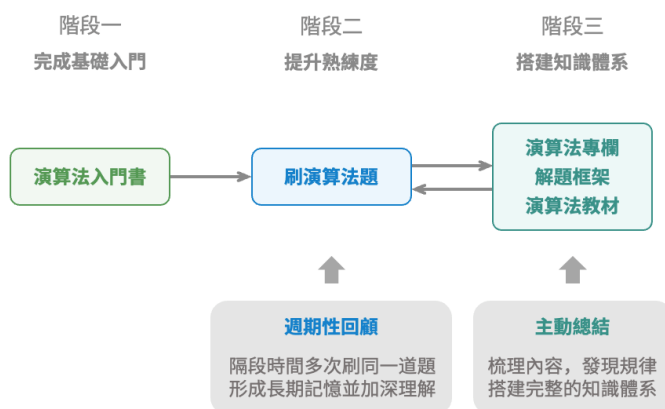 階段一
完成基礎入門
階段二
提升熟練度
階段三
搭建知識體系
演算法入門書
刷演算法題
演算法專欄
解題框架
演算法教材
週期性回顧
隔段時間多次刷同一道題
形成長期記憶並加深理解
主動總結
梳理內容，發現規律
搭建完整的知識體系